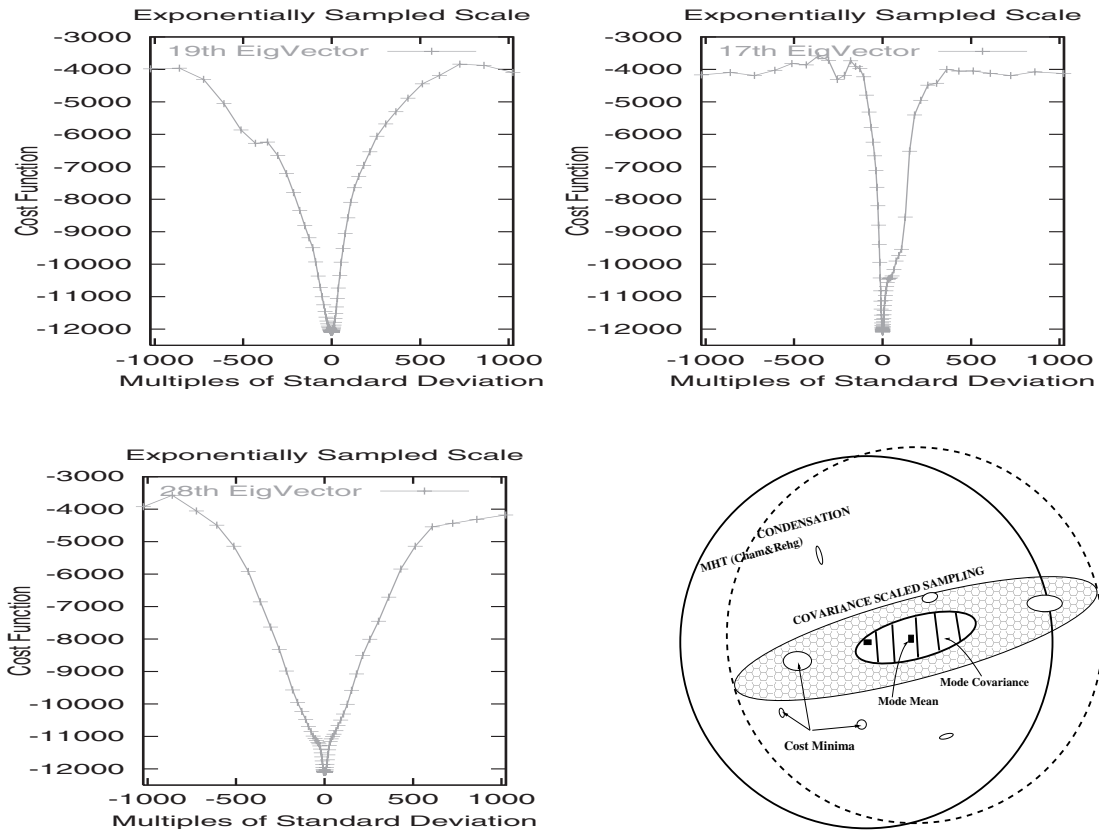 Exponentially Sampled Scale
19th EigVector
-3000
-4000
-5000
-6000
-7000
-8000
-9000
-10000
-11000
-12000
Cost Function
-1000 -500 0 500 1000
Multiples of Standard Deviation
Exponentially Sampled Scale
17th EigVector
-3000
-4000
-5000
-6000
-7000
-8000
-9000
-10000
-11000
-12000
Cost Function
-1000 -500 0 500 1000
Multiples of Standard Deviation
Exponentially Sampled Scale
28th EigVector
-3000
-4000
-5000
-6000
-7000
-8000
-9000
-10000
-11000
-12000
Cost Function
-1000 -500 0 500 1000
Multiples of Standard Deviation
CONDENSATION
MHT (Cham&Rehg)
COVARIANCE SCALED SAMPLING
Mode Covariance
Mode Mean
Cost Minima